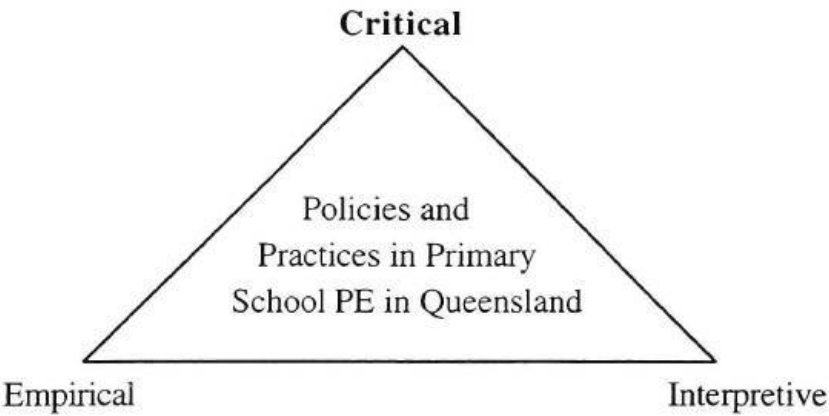 Critical
Policies and
Practices in Primary
School PE in Queensland
Empirical
Interpretive